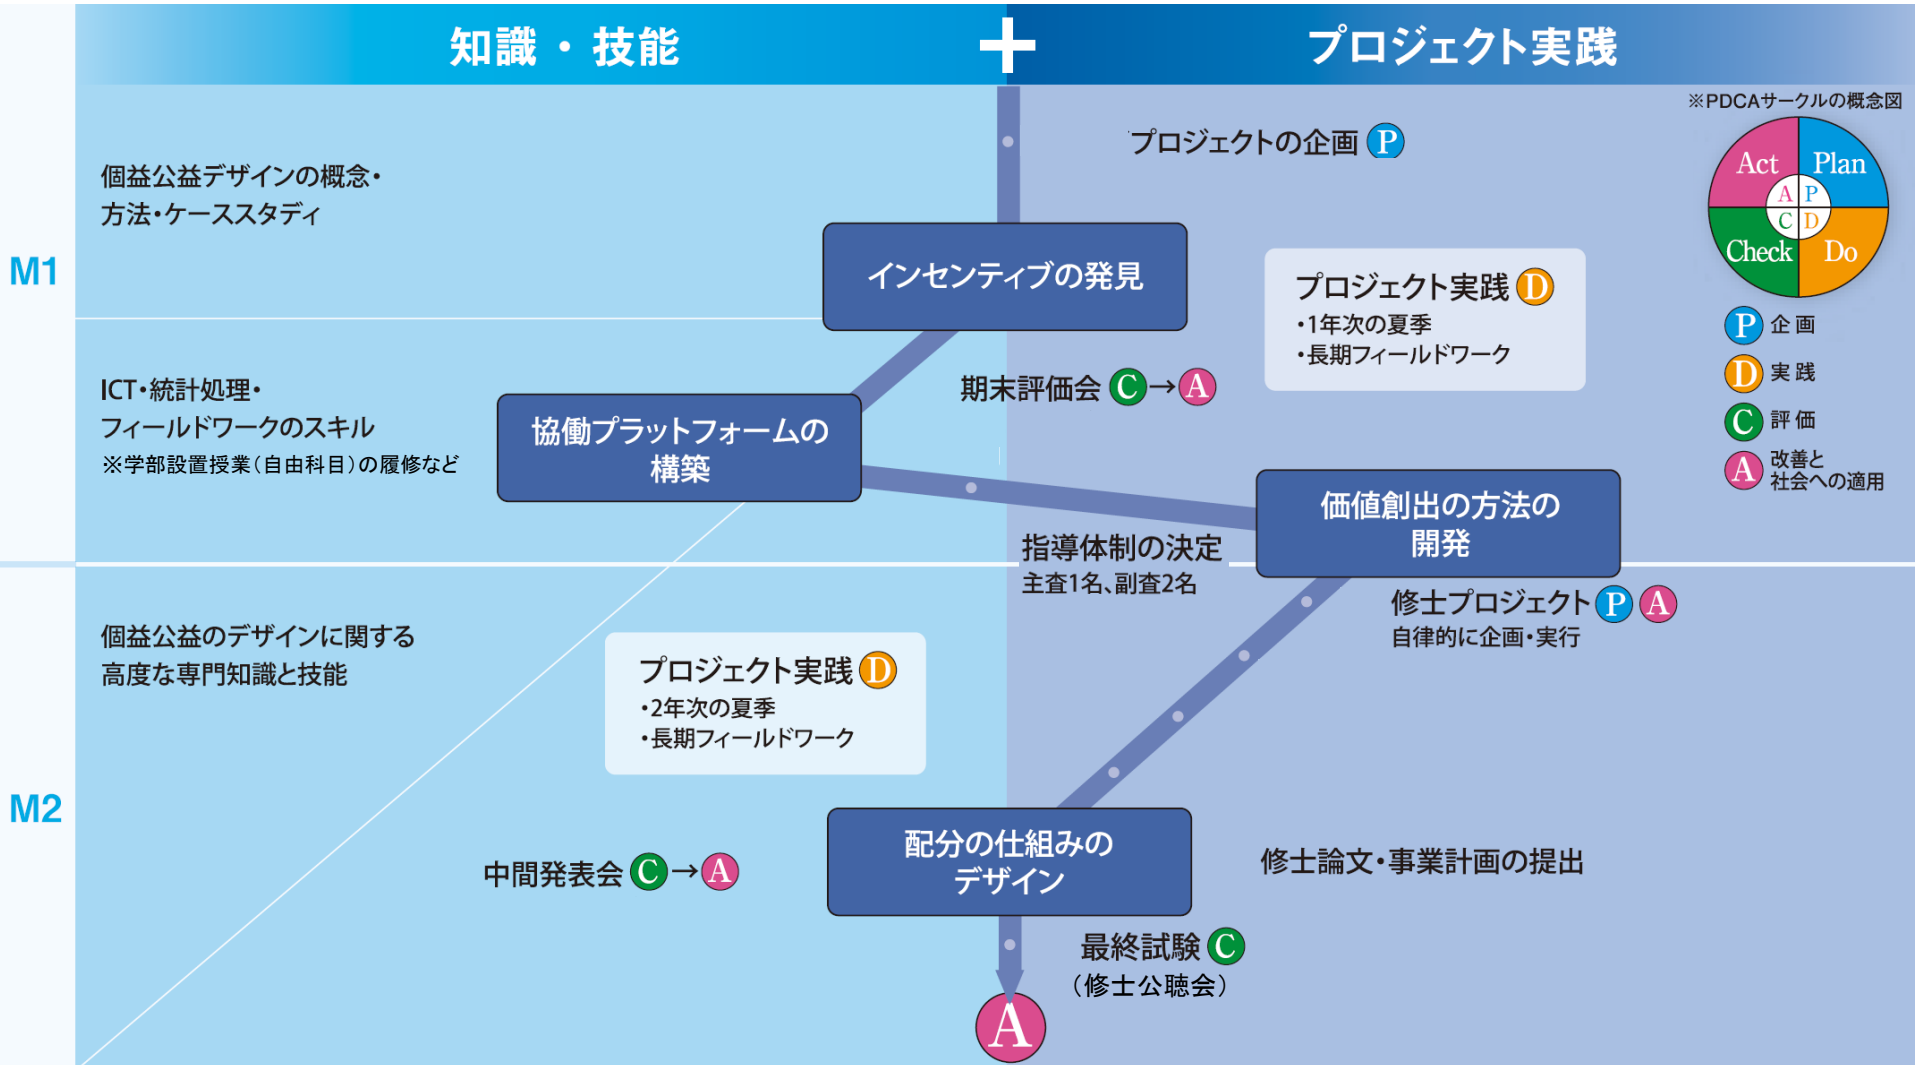 知識・技能
+
プロジェクト実践
※PDCAサークルの概念図
Act
Plan
A
P
C
D
Check
Do
P 企画
D 実践
C 評価
A 改善と
社会への適用
M1
プロジェクトの企画 P
個益公益デザインの概念・
方法・ケーススタディ
インセンティブの発見
プロジェクト実践 D
・1年次の夏季
・長期フィールドワーク
期末評価会 C→A
ICT・統計処理・
フィールドワークのスキル
※学部設置授業(自由科目)の履修など
協働プラットフォームの
構築
価値創出の方法の
開発
指導体制の決定
主査1名、副査2名
M2
修士プロジェクト P A
自律的に企画・実行
個益公益のデザインに関する
高度な専門知識と技能
プロジェクト実践 D
・2年次の夏季
・長期フィールドワーク
中間発表会 C→A
配分の仕組みの
デザイン
修士論文・事業計画の提出
最終試験 C
(修士公聴会)
A